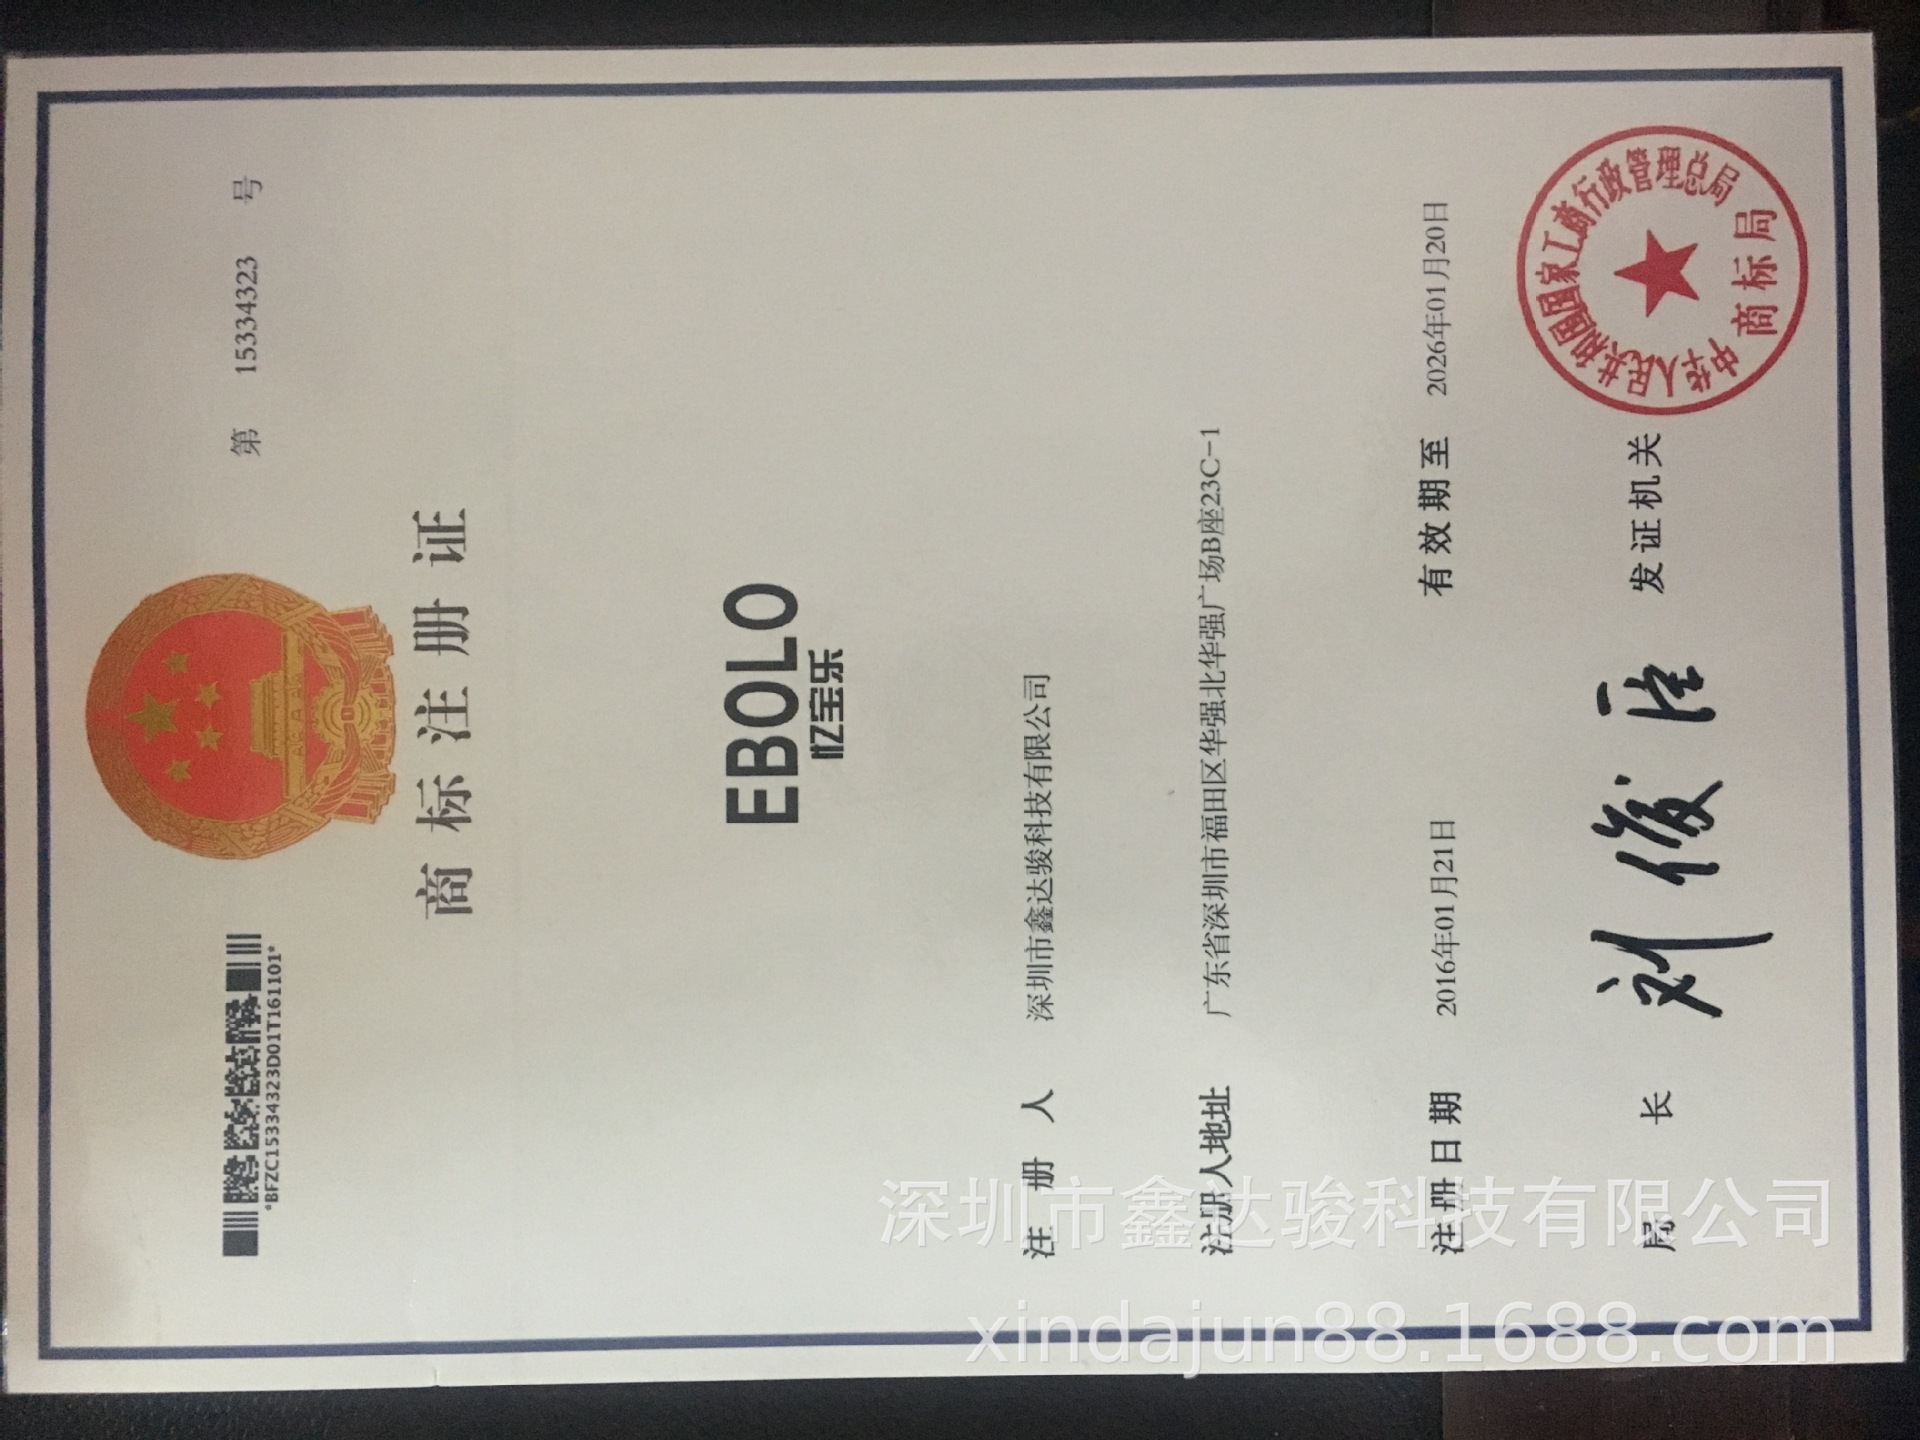 *BFZC15334323D01T161101*
第 15334323 号
商标注册证
EBOLO
忆宝乐
注册人 深圳市鑫达骏科技有限公司
注册人地址 广东省深圳市福田区华强北华强广场B座23C-1
注册日期 2016年01月21日 有效期至 2026年01月20日
局长 刘俊臣 发证机关
中华人民共和国国家工商行政管理总局
商标局
深圳市鑫达骏科技有限公司
xindajun88.1688.com